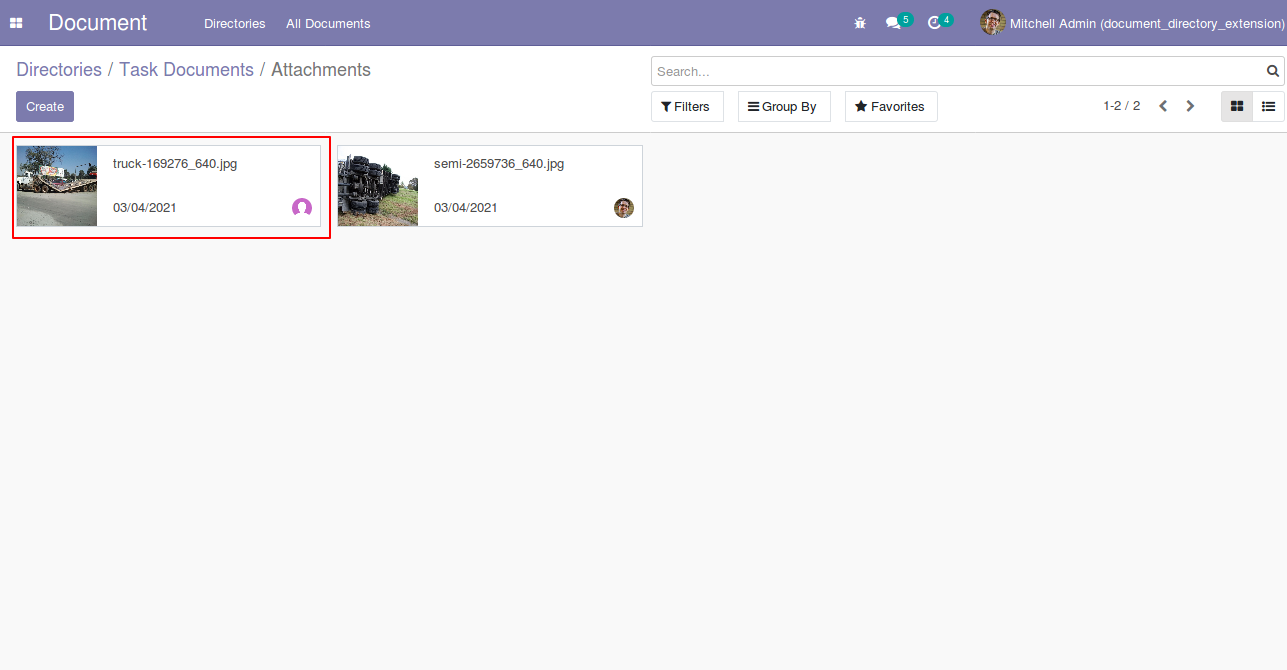 Document Directories All Documents 5 4 Mitchell Admin (document_directory_extension)
Directories / Task Documents / Attachments
Search...
Create
Filters Group By Favorites 1-2 / 2
truck-169276_640.jpg
03/04/2021
semi-2659736_640.jpg
03/04/2021